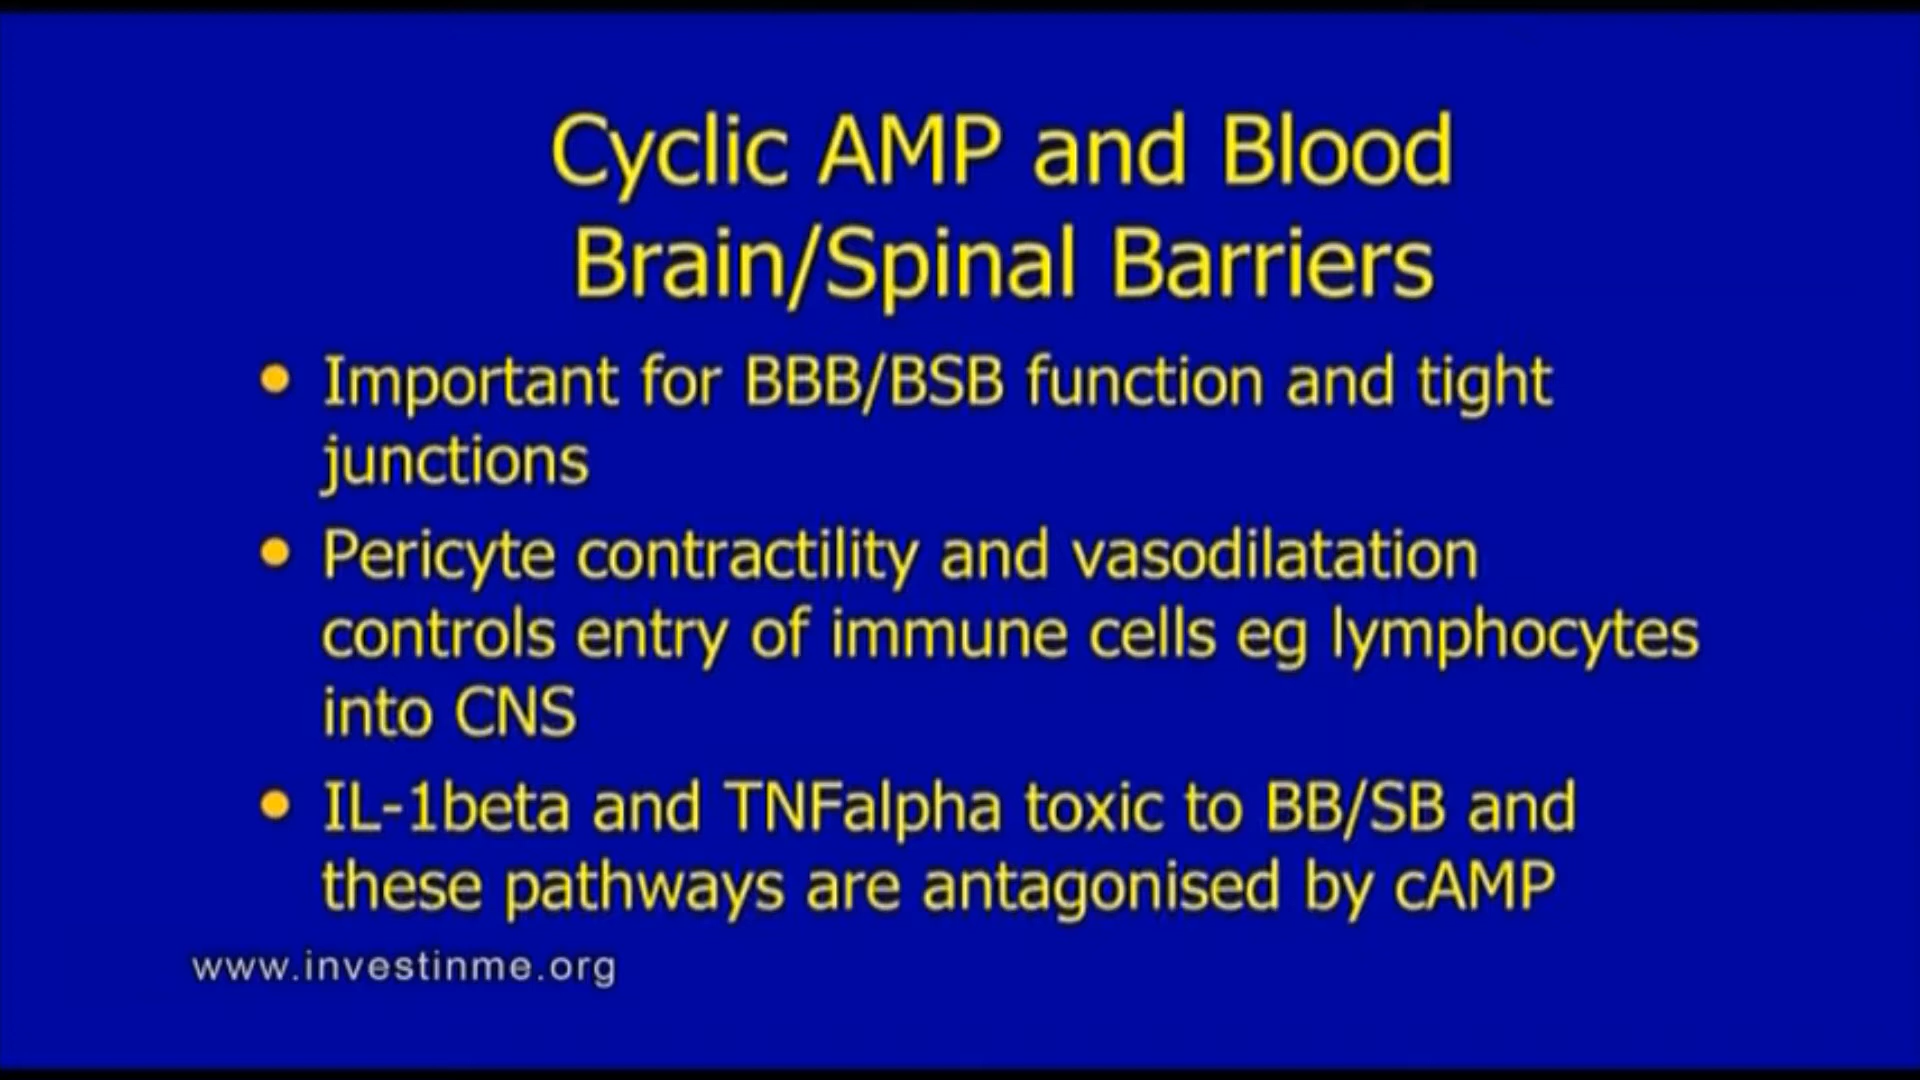 Cyclic AMP and Blood
Brain/Spinal Barriers
• Important for BBB/BSB function and tight
junctions
• Pericyte contractility and vasodilatation
controls entry of immune cells eg lymphocytes
into CNS
• IL-1beta and TNFalpha toxic to BB/SB and
these pathways are antagonised by cAMP
www.investinme.org